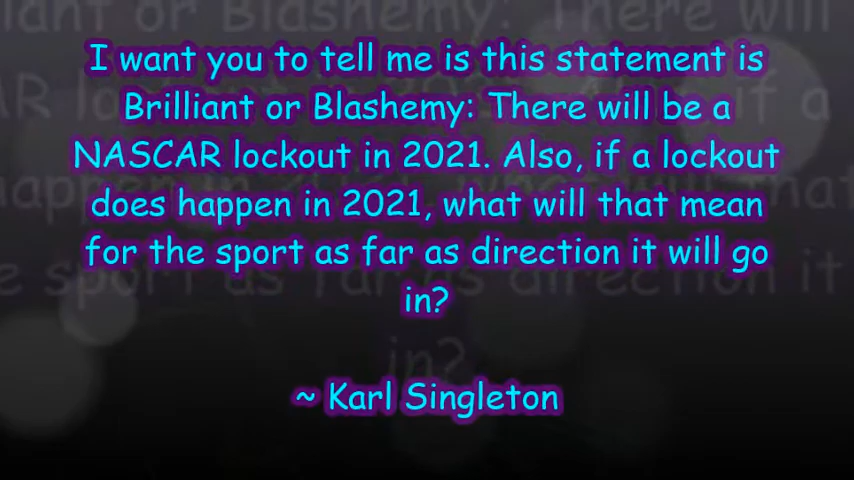 I want you to tell me is this statement is
Brilliant or Blashemy: There will be a
NASCAR lockout in 2021. Also, if a lockout
does happen in 2021, what will that mean
for the sport as far as direction it will go
in?
~ Karl Singleton